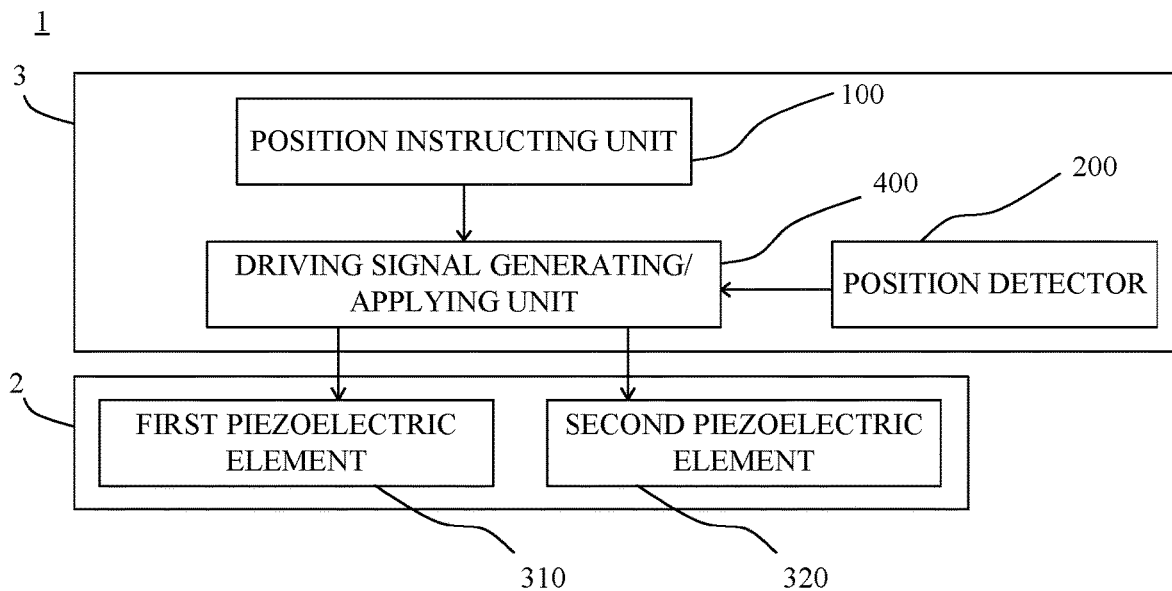 1
3
100
POSITION INSTRUCTING UNIT
400
200
DRIVING SIGNAL GENERATING/
APPLYING UNIT
POSITION DETECTOR
2
FIRST PIEZOELECTRIC
ELEMENT
SECOND PIEZOELECTRIC
ELEMENT
310
320